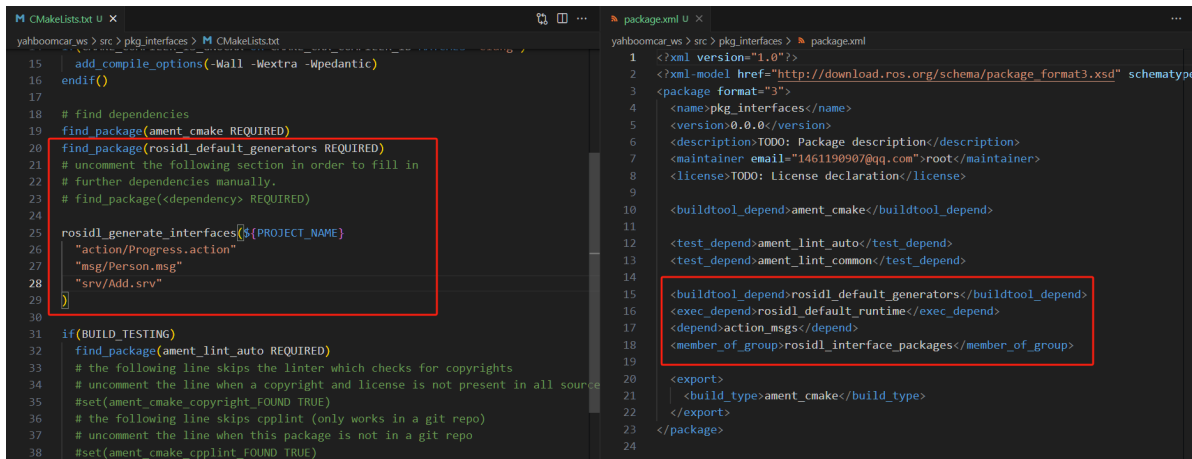 CMakeLists.txt U ×
yahboomcar_ws > src > pkg_interfaces > M CMakeLists.txt
15 add_compile_options(-Wall -Wextra -Wpedantic)
16 endif()
17
18 # find dependencies
19 find_package(ament_cmake REQUIRED)
20 find_package(rosidl_default_generators REQUIRED)
21 # uncomment the following section in order to fill in
22 # further dependencies manually.
23 # find_package(<dependency> REQUIRED)
24
25 rosidl_generate_interfaces(${PROJECT_NAME}
26 "action/Progress.action"
27 "msg/Person.msg"
28 "srv/Add.srv"
29 )
30
31 if(BUILD_TESTING)
32 find_package(ament_lint_auto REQUIRED)
33 # the following line skips the linter which checks for copyrights
34 # uncomment the line when a copyright and license is not present in all source
35 #set(ament_cmake_copyright_FOUND TRUE)
36 # the following line skips cpplint (only works in a git repo)
37 # uncomment the line when this package is not in a git repo
38 #set(ament_cmake_cpplint_FOUND TRUE)
package.xml U ×
yahboomcar_ws > src > pkg_interfaces > package.xml
1 <?xml version="1.0"?>
2 <?xml-model href="http://download.ros.org/schema/package_format3.xsd" schematype
3 <package format="3">
4 <name>pkg_interfaces</name>
5 <version>0.0.0</version>
6 <description>TODO: Package description</description>
7 <maintainer email="1461190907@qq.com">root</maintainer>
8 <license>TODO: License declaration</license>
9
10 <buildtool_depend>ament_cmake</buildtool_depend>
11
12 <test_depend>ament_lint_auto</test_depend>
13 <test_depend>ament_lint_common</test_depend>
14
15 <buildtool_depend>rosidl_default_generators</buildtool_depend>
16 <exec_depend>rosidl_default_runtime</exec_depend>
17 <depend>action_msgs</depend>
18 <member_of_group>rosidl_interface_packages</member_of_group>
19
20 <export>
21 <build_type>ament_cmake</build_type>
22 </export>
23 </package>
24